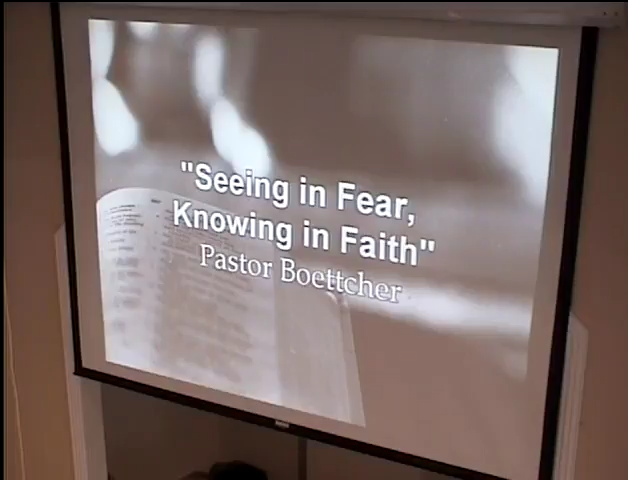 "Seeing in Fear,
Knowing in Faith"
Pastor Boettcher